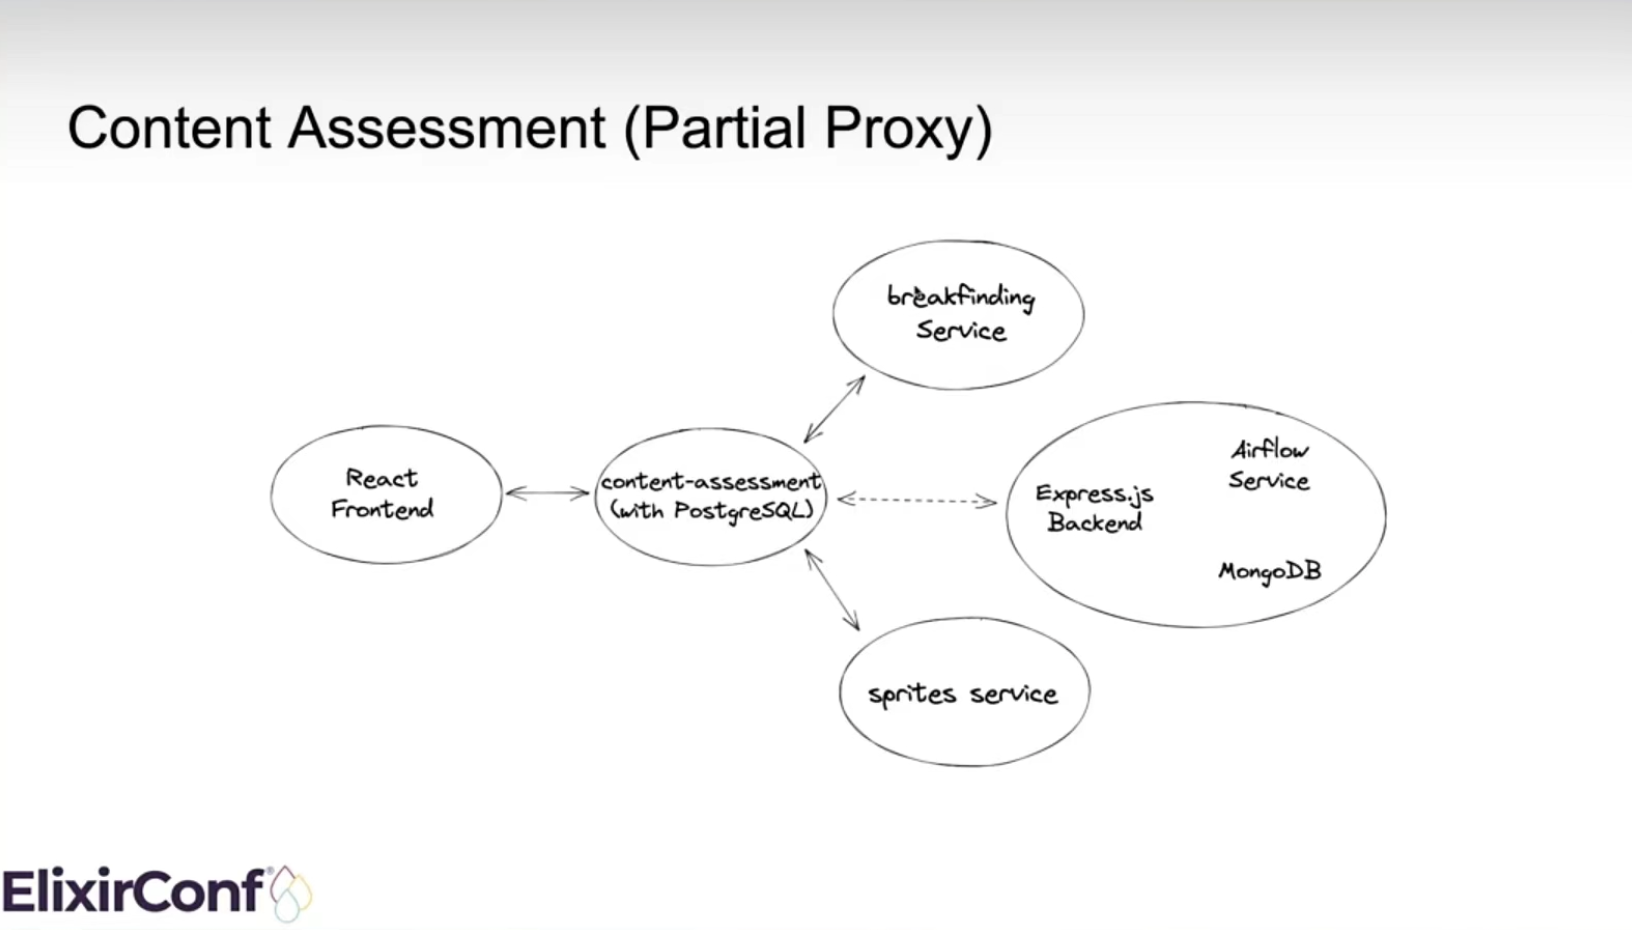 Content Assessment (Partial Proxy)
breakfinding
Service
React
Frontend
content-assessment
(with PostgreSQL)
Airflow
Service
Express.js
Backend
MongoDB
sprites service
ElixirConf®